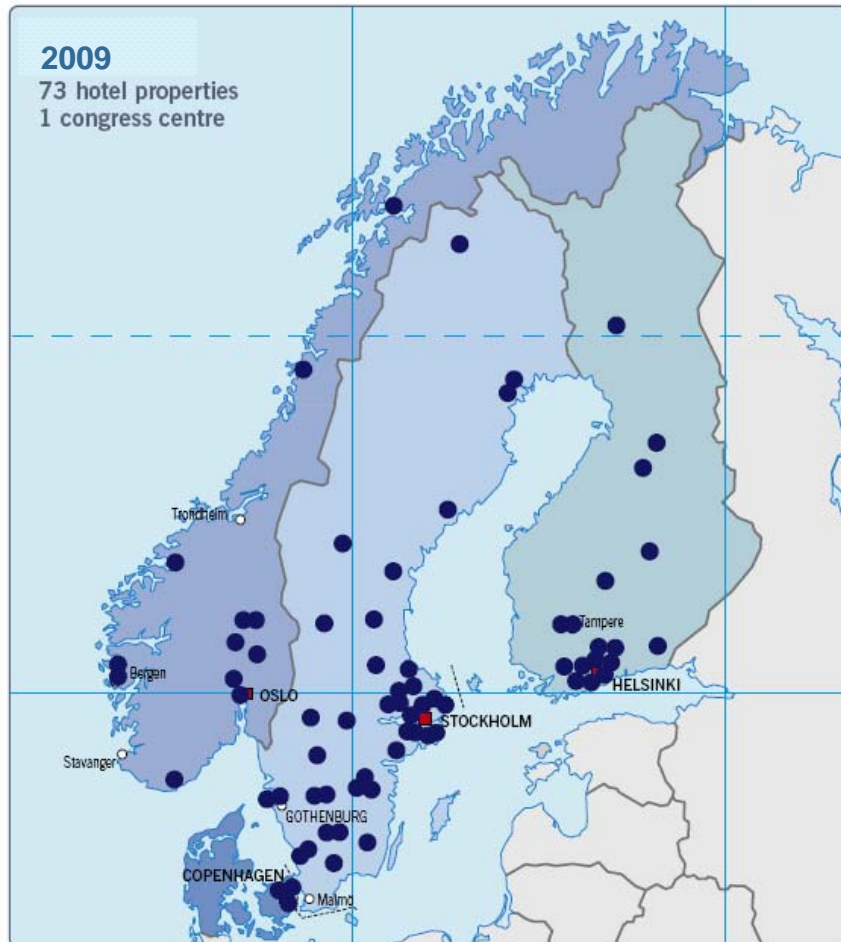 2009
73 hotel properties
1 congress centre
Trondheim
Tampere
Bergen
OSLO
HELSINKI
STOCKHOLM
Stavanger
GOTHENBURG
COPENHAGEN
Malmö